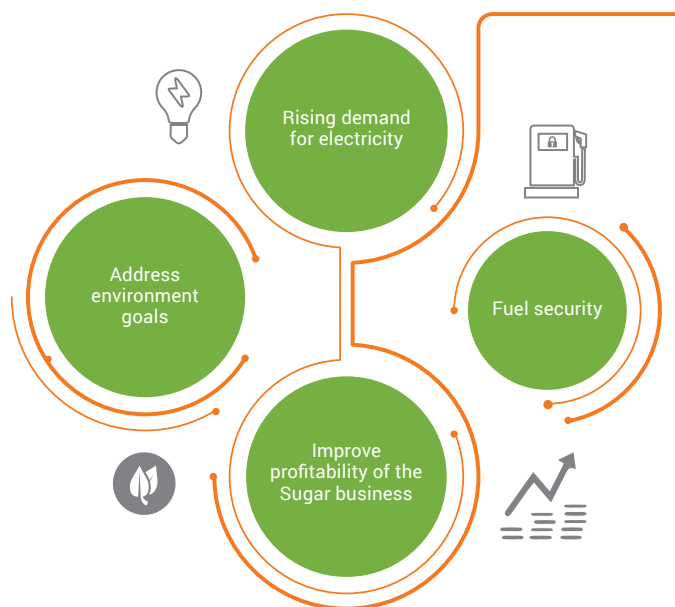 Rising demand
for electricity
Address
environment
goals
Fuel security
Improve
profitability of the
Sugar business